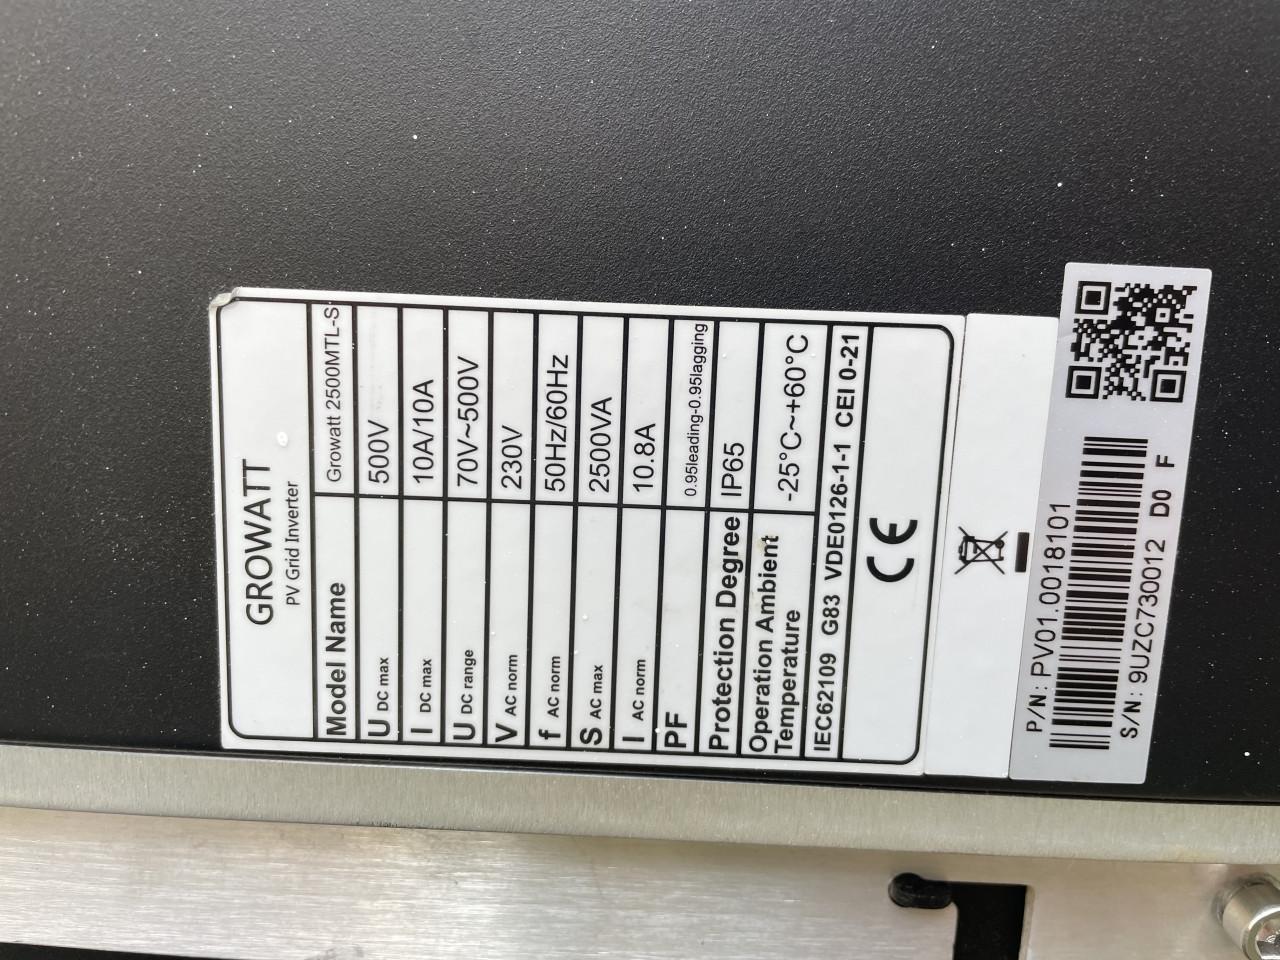 GROWATT
PV Grid Inverter
Model Name Growatt 2500MTL-S
U DC max 500V
I DC max 10A/10A
U DC range 70V~500V
V AC norm 230V
f AC norm 50Hz/60Hz
S AC max 2500VA
I AC norm 10.8A
PF 0.95leading-0.95lagging
Protection Degree IP65
Operation Ambient
Temperature -25°C~+60°C
IEC62109 G83 VDE0126-1-1 CEI 0-21
CE
P/N: PV01.0018101
S/N: 9UZC730012 D0 F